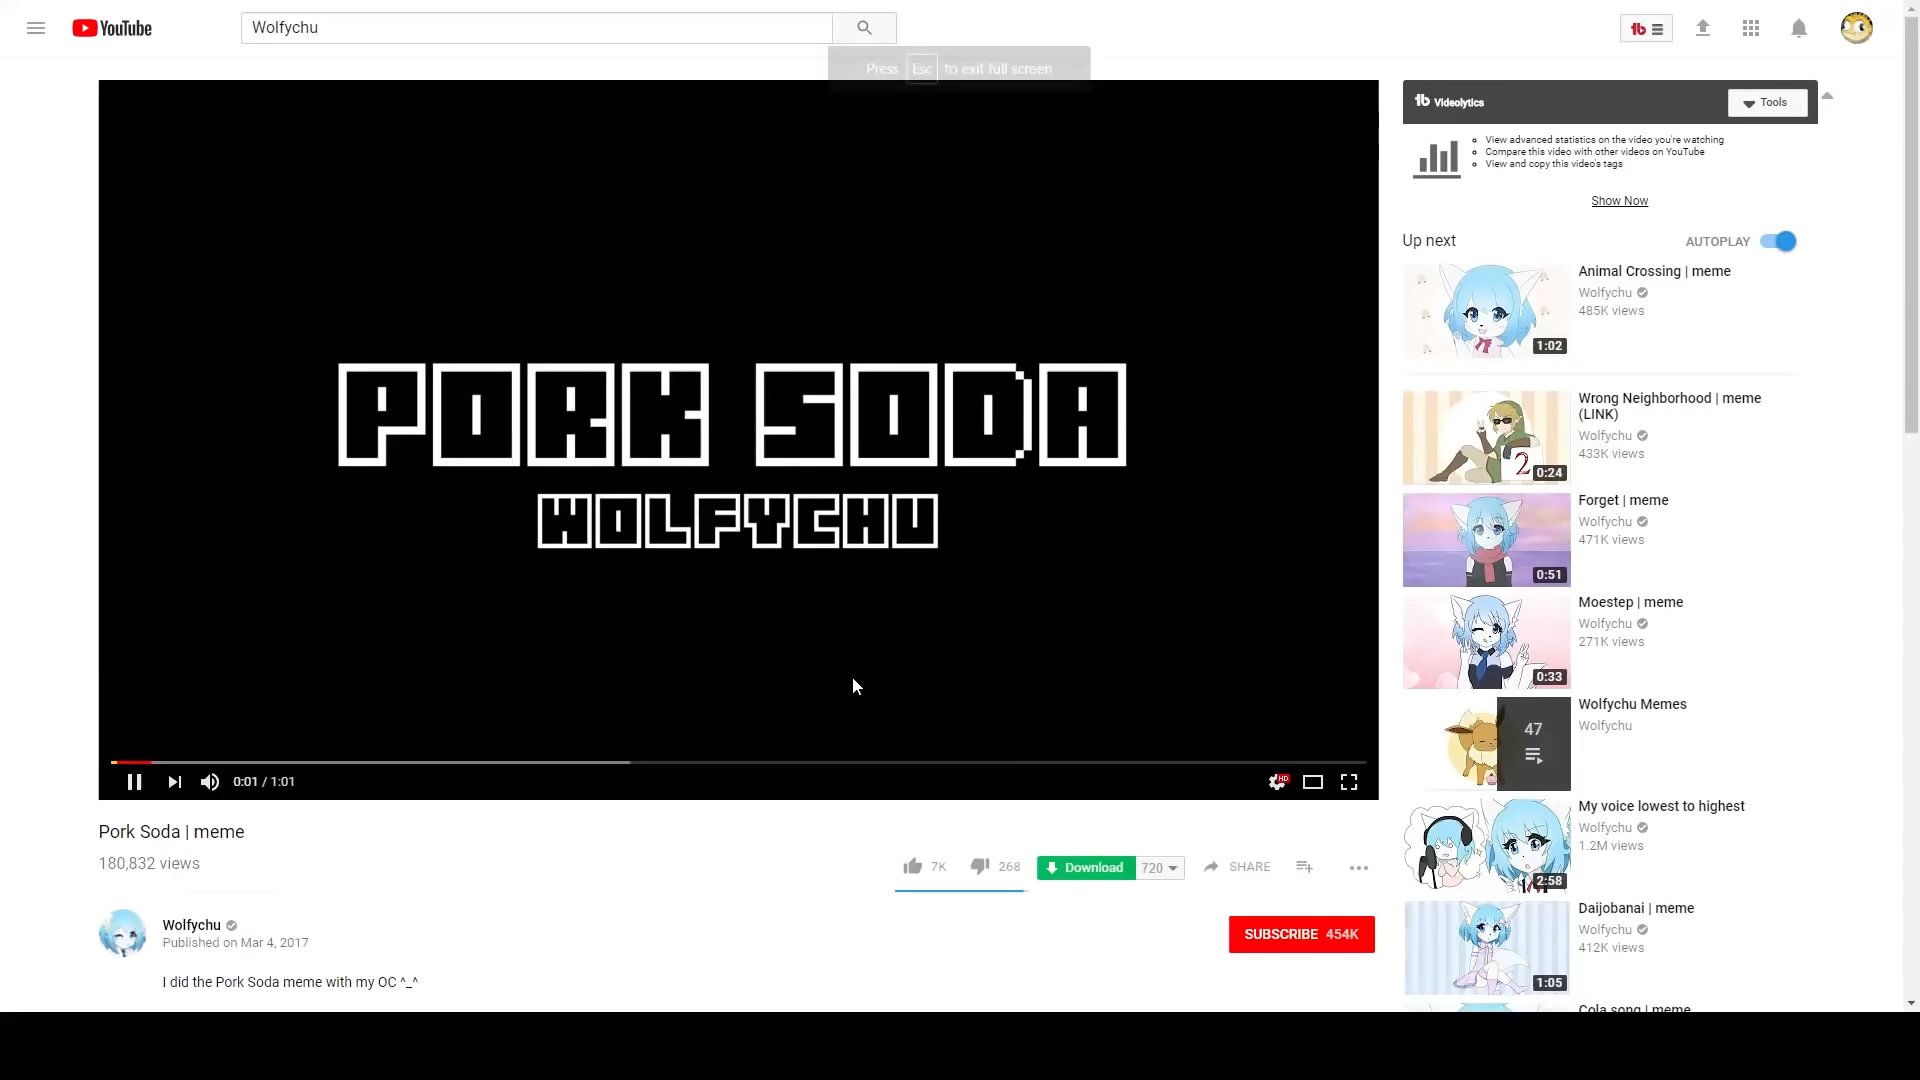 YouTube
Wolfychu
Press Esc to exit full screen
tb
PORK SODA
WOLFYCHU
0:01 / 1:01
HD
Pork Soda | meme
180,832 views
7K
268
Download
720
SHARE
Wolfychu
Published on Mar 4, 2017
SUBSCRIBE 454K
I did the Pork Soda meme with my OC ^_^
tb Videolytics
Tools
View advanced statistics on the video you're watching
Compare this video with other videos on YouTube
View and copy this video's tags
Show Now
Up next
AUTOPLAY
Animal Crossing | meme
Wolfychu
485K views
1:02
Wrong Neighborhood | meme
(LINK)
Wolfychu
433K views
2
0:24
Forget | meme
Wolfychu
471K views
0:51
Moestep | meme
Wolfychu
271K views
0:33
Wolfychu Memes
Wolfychu
47
My voice lowest to highest
Wolfychu
1.2M views
2:58
Daijobanai | meme
Wolfychu
412K views
1:05
Cola song | meme